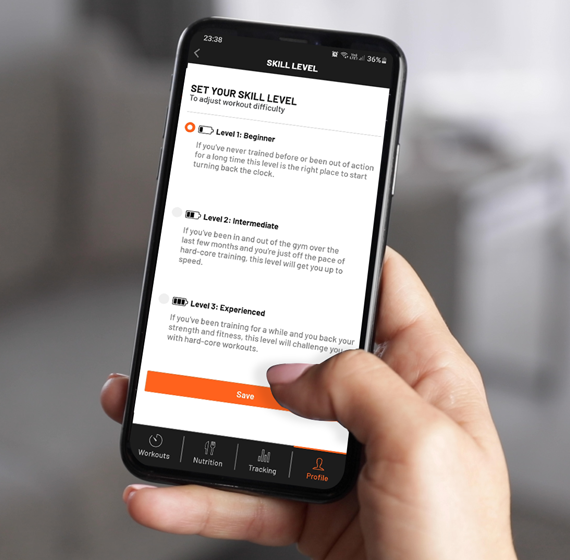 23:38
36%
SKILL LEVEL
SET YOUR SKILL LEVEL
To adjust workout difficulty
Level 1: Beginner
If you've never trained before or been out of action
for a long time this level is the right place to start
turning back the clock.
Level 2: Intermediate
If you've been in and out of the gym over the
last few months and you're just off the pace of
hard-core training, this level will get you up to
speed.
Level 3: Experienced
If you've been training for a while and you back your
strength and fitness, this level will challenge you
with hard-core workouts.
Save
Workouts
Nutrition
Tracking
Profile